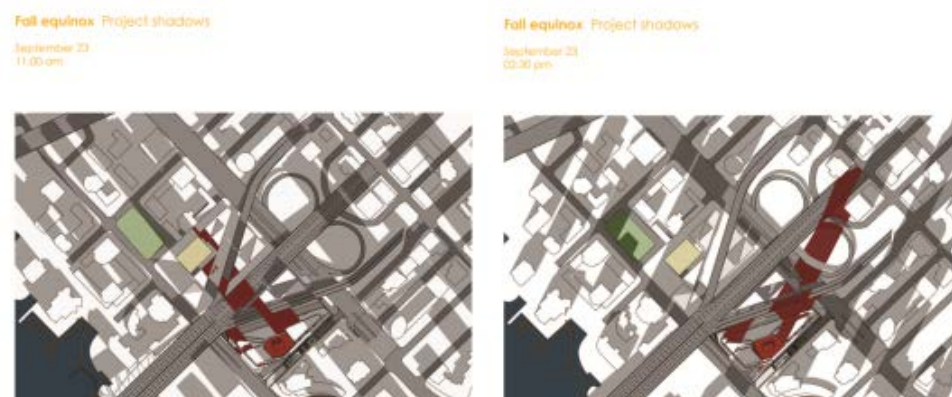 Fall equinox Project shadows
September 23
11:00 am
Fall equinox Project shadows
September 23
02:30 pm